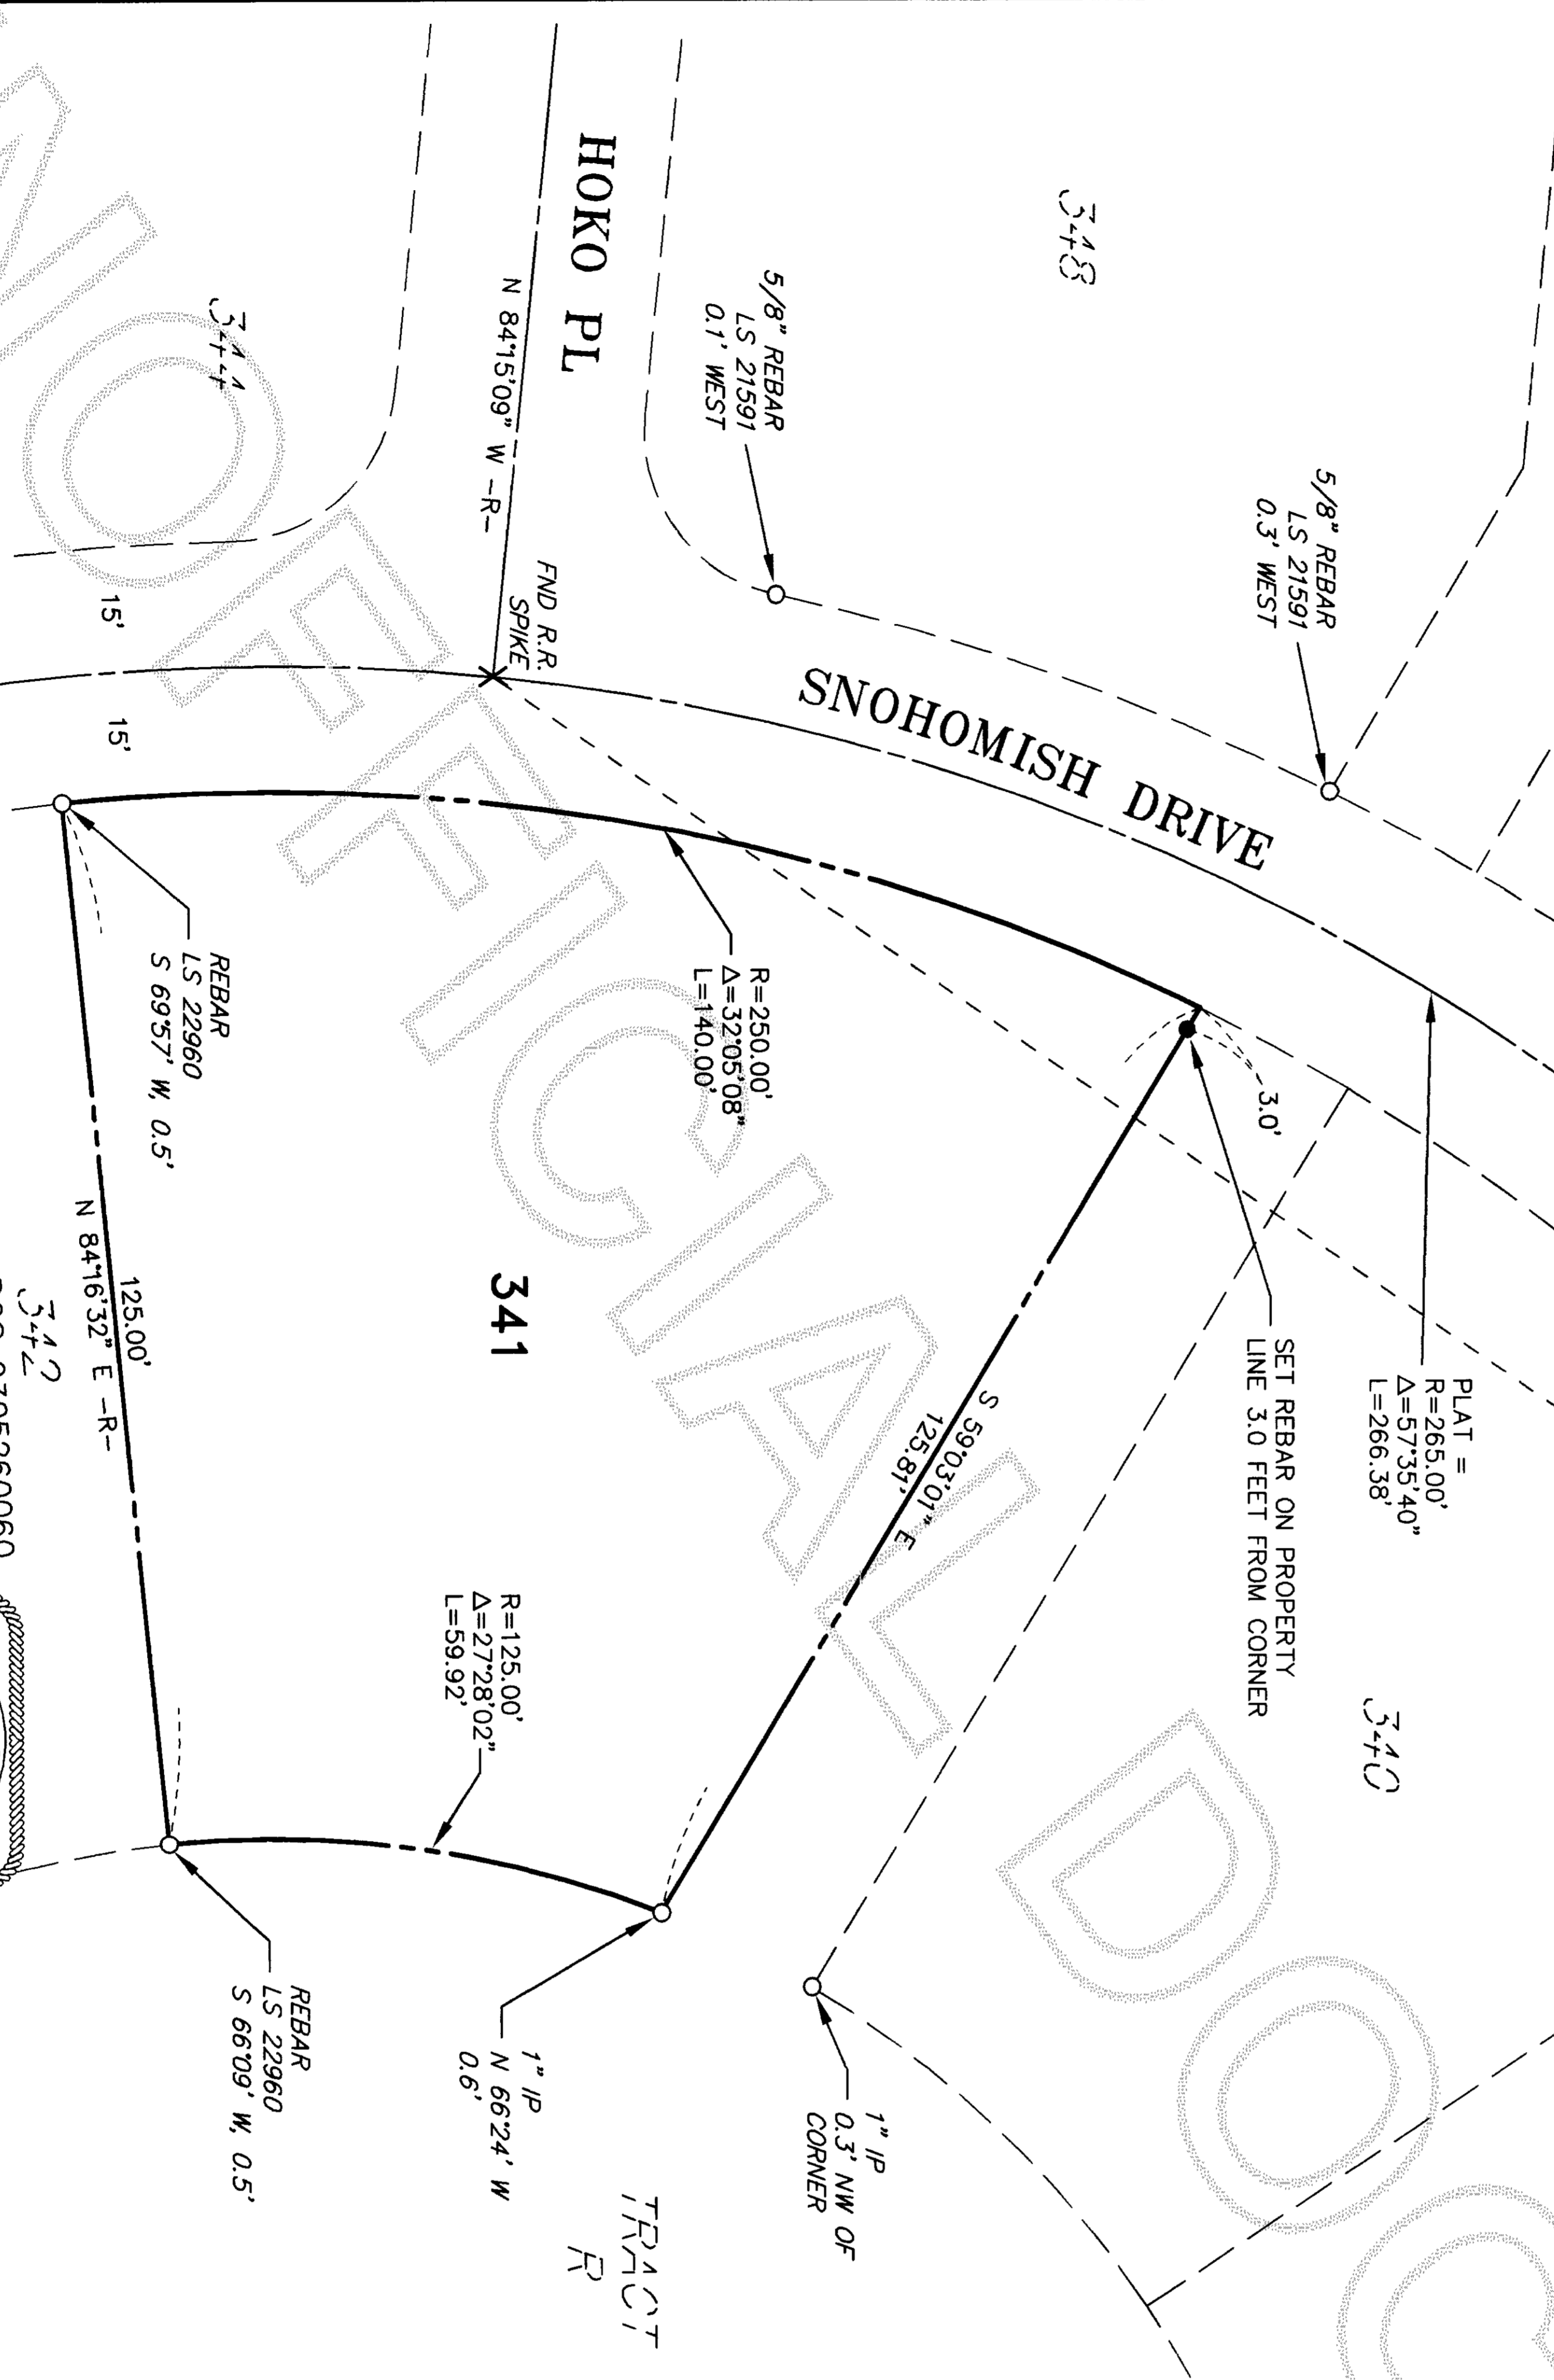 348
5/8" REBAR
LS 21591
0.3' WEST
5/8" REBAR
LS 21591
0.1' WEST
HOKO PL
N 84°15'09" W -R-
FND R.R.
SPIKE
344
15'
15'
SNOHOMISH DRIVE
PLAT =
R=265.00'
Δ=57°35'40"
L=266.38'
3.0'
SET REBAR ON PROPERTY
LINE 3.0 FEET FROM CORNER
340
R=250.00'
Δ=32°05'08"
L=140.00'
REBAR
LS 22960
S 69°57' W, 0.5'
S 59°03'01" E
125.81'
341
125.00'
N 84°16'32" E -R-
342
R=125.00'
Δ=27°28'02"
L=59.92'
1" IP
0.3' NW OF
CORNER
1" IP
N 66°24' W
0.6'
REBAR
LS 22960
S 66°09' W, 0.5'
TRACT
R
UNOFFICIAL DOC